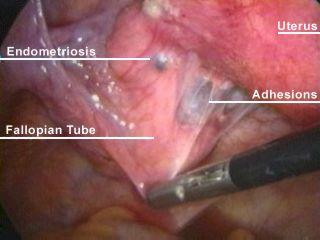 Uterus
Endometriosis
Adhesions
Fallopian Tube